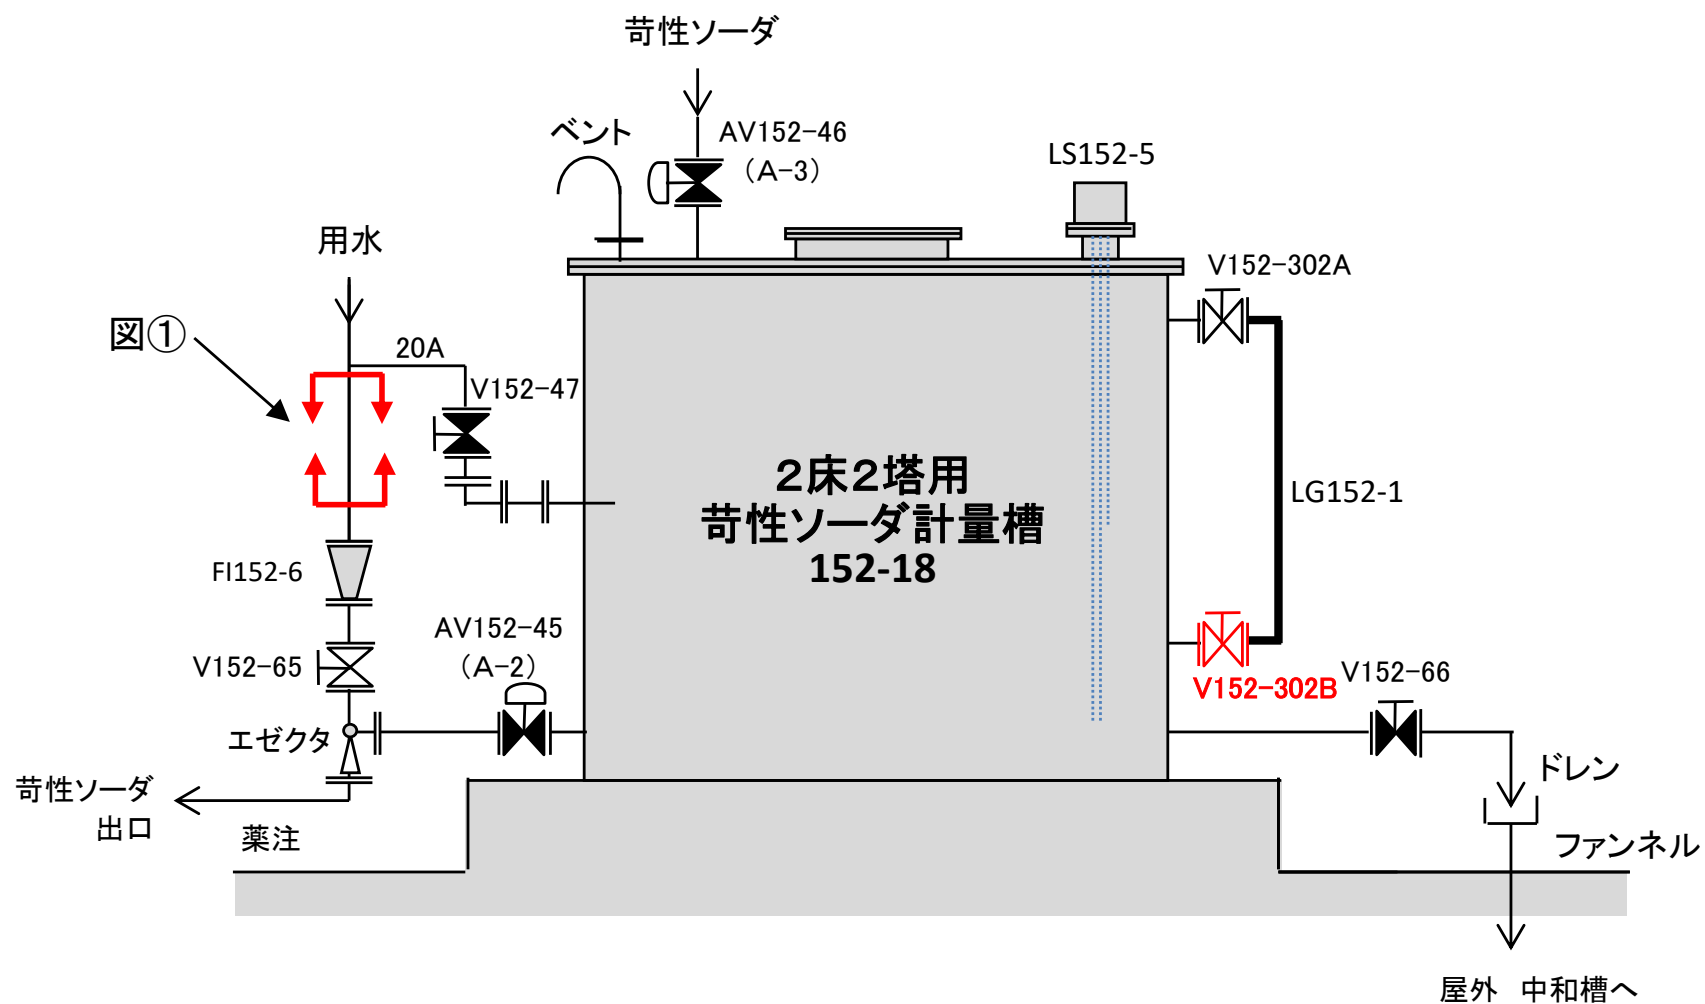 苛性ソーダ
ベント
AV152-46
（A-3）
LS152-5
用水
V152-302A
図①
20A
V152-47
2床2塔用
苛性ソーダ計量槽
152-18
LG152-1
FI152-6
AV152-45
（A-2）
V152-65
V152-302B
V152-66
エゼクタ
苛性ソーダ
出口
薬注
ドレン
ファンネル
屋外 中和槽へ